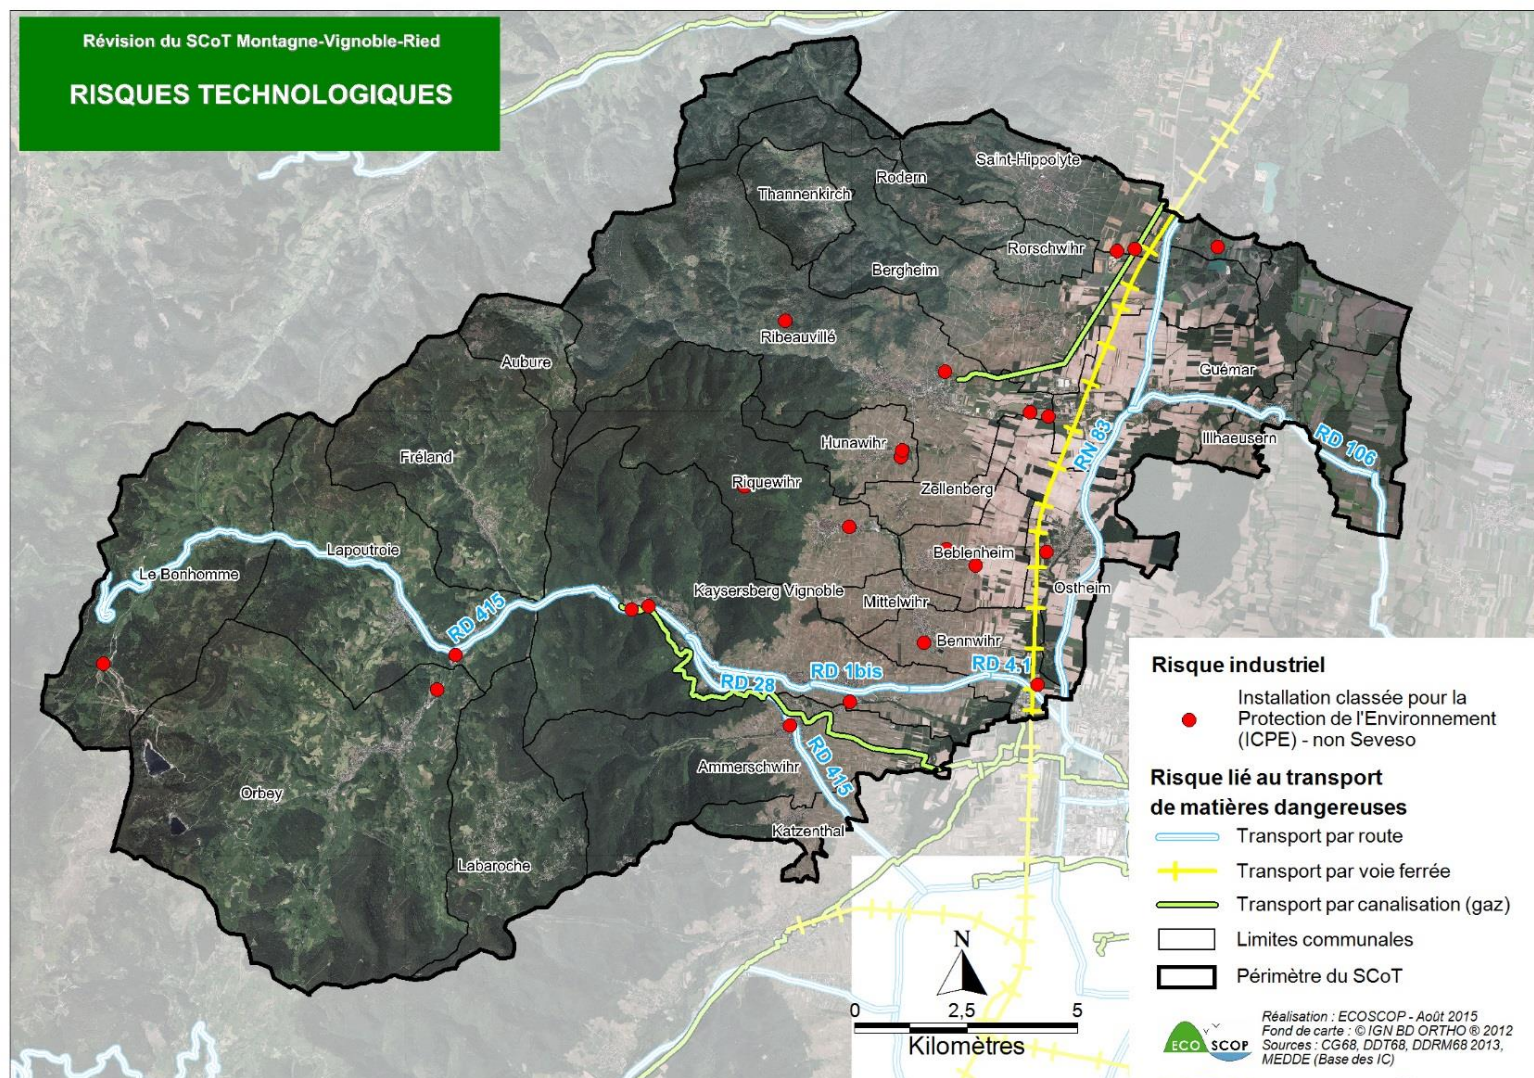 Révision du SCoT Montagne-Vignoble-Ried
RISQUES TECHNOLOGIQUES
Saint-Hippolyte
Rodern
Thannenkirch
Rorschwihr
Bergheim
Ribeauvillé
Aubure
Guémar
Illhaeusern
RD 106
RN 83
Hunawihr
Fréland
Riquewihr
Zellenberg
Lapoutroie
Beblenheim
Le Bonhomme
Ostheim
Kaysersberg Vignoble
Mittelwihr
RD 415
Bennwihr
RD 4.1
RD 1bis
RD 28
Ammerschwihr
RD 415
Orbey
Katzenthal
Labaroche
Risque industriel
Installation classée pour la
Protection de l'Environnement
(ICPE) - non Seveso
Risque lié au transport
de matières dangereuses
Transport par route
Transport par voie ferrée
Transport par canalisation (gaz)
Limites communales
Périmètre du SCoT
N
0 2,5 5
Kilomètres
ECO SCOP
Réalisation : ECOSCOP - Août 2015
Fond de carte : © IGN BD ORTHO ® 2012
Sources : CG68, DDT68, DDRM68 2013,
MEDDE (Base des IC)